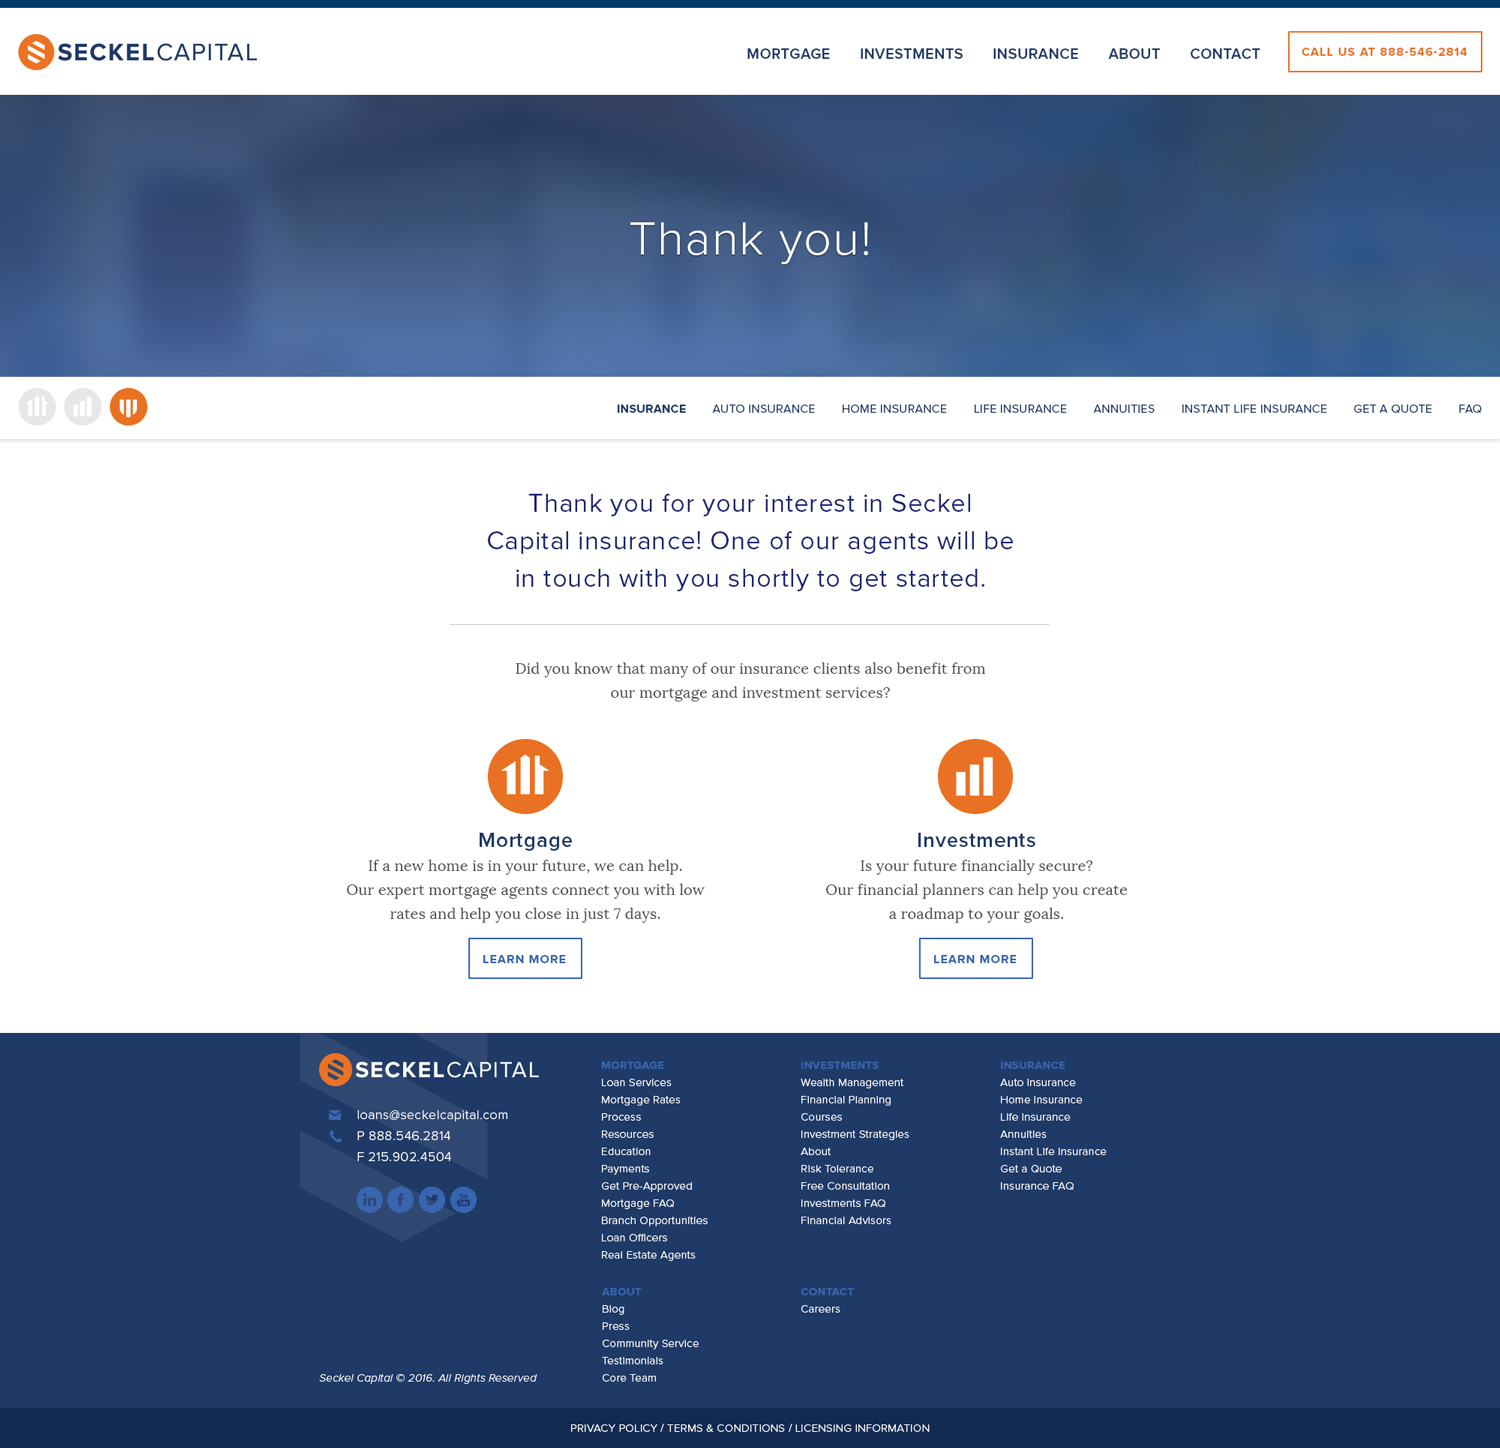 SECKELCAPITAL
MORTGAGE INVESTMENTS INSURANCE ABOUT CONTACT CALL US AT 888-546-2814
Thank you!
INSURANCE AUTO INSURANCE HOME INSURANCE LIFE INSURANCE ANNUITIES INSTANT LIFE INSURANCE GET A QUOTE FAQ
Thank you for your interest in Seckel
Capital insurance! One of our agents will be
in touch with you shortly to get started.
Did you know that many of our insurance clients also benefit from
our mortgage and investment services?
Mortgage
If a new home is in your future, we can help.
Our expert mortgage agents connect you with low
rates and help you close in just 7 days.
LEARN MORE
Investments
Is your future financially secure?
Our financial planners can help you create
a roadmap to your goals.
LEARN MORE
SECKELCAPITAL
loans@seckelcapital.com
P 888.546.2814
F 215.902.4504
in f You Tube
Seckel Capital © 2016. All Rights Reserved
MORTGAGE
Loan Services
Mortgage Rates
Process
Resources
Education
Payments
Get Pre-Approved
Mortgage FAQ
Branch Opportunities
Loan Officers
Real Estate Agents
INVESTMENTS
Wealth Management
Financial Planning
Courses
Investment Strategies
About
Risk Tolerance
Free Consultation
Investments FAQ
Financial Advisors
INSURANCE
Auto Insurance
Home Insurance
Life Insurance
Annuities
Instant Life Insurance
Get a Quote
Insurance FAQ
ABOUT
Blog
Press
Community Service
Testimonials
Core Team
CONTACT
Careers
PRIVACY POLICY / TERMS & CONDITIONS / LICENSING INFORMATION